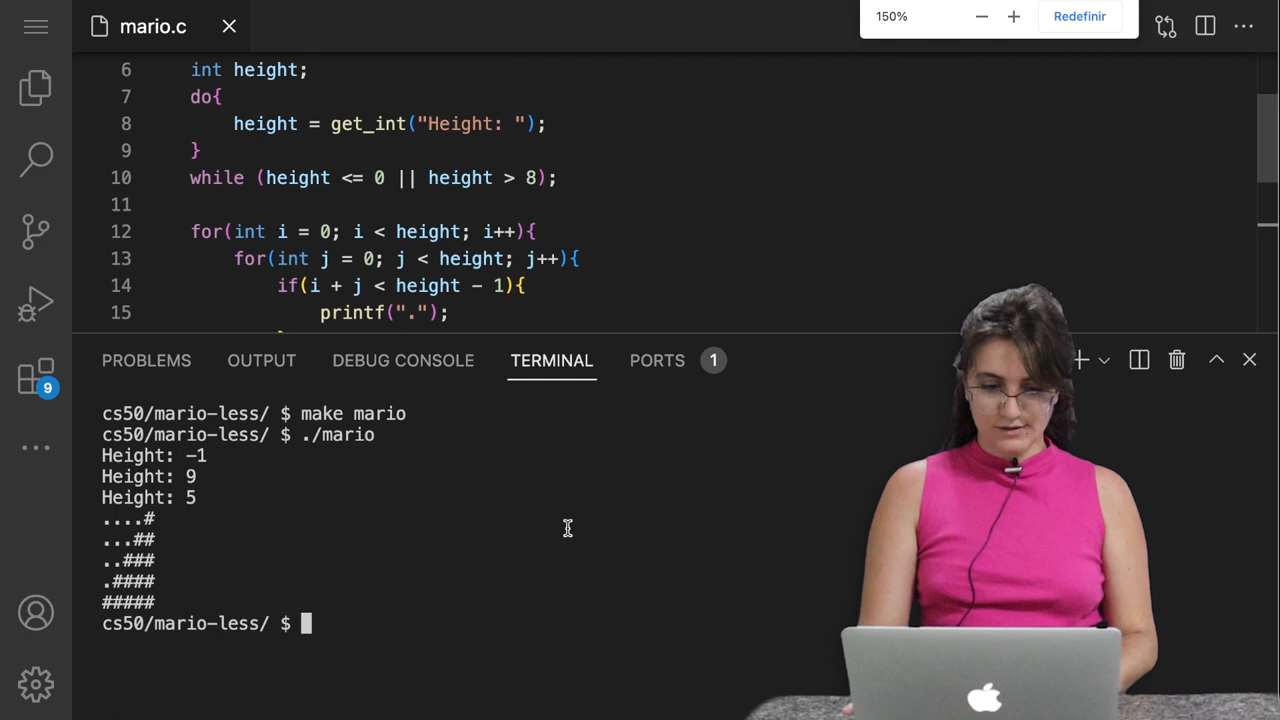 mario.c
150%
Redefinir
6 int height;
7 do{
8 height = get_int("Height: ");
9 }
10 while (height <= 0 || height > 8);
11
12 for(int i = 0; i < height; i++){
13 for(int j = 0; j < height; j++){
14 if(i + j < height - 1){
15 printf(".");
PROBLEMS OUTPUT DEBUG CONSOLE TERMINAL PORTS 1
9
cs50/mario-less/ $ make mario
cs50/mario-less/ $ ./mario
Height: -1
Height: 9
Height: 5
....#
...##
..###
.####
#####
cs50/mario-less/ $